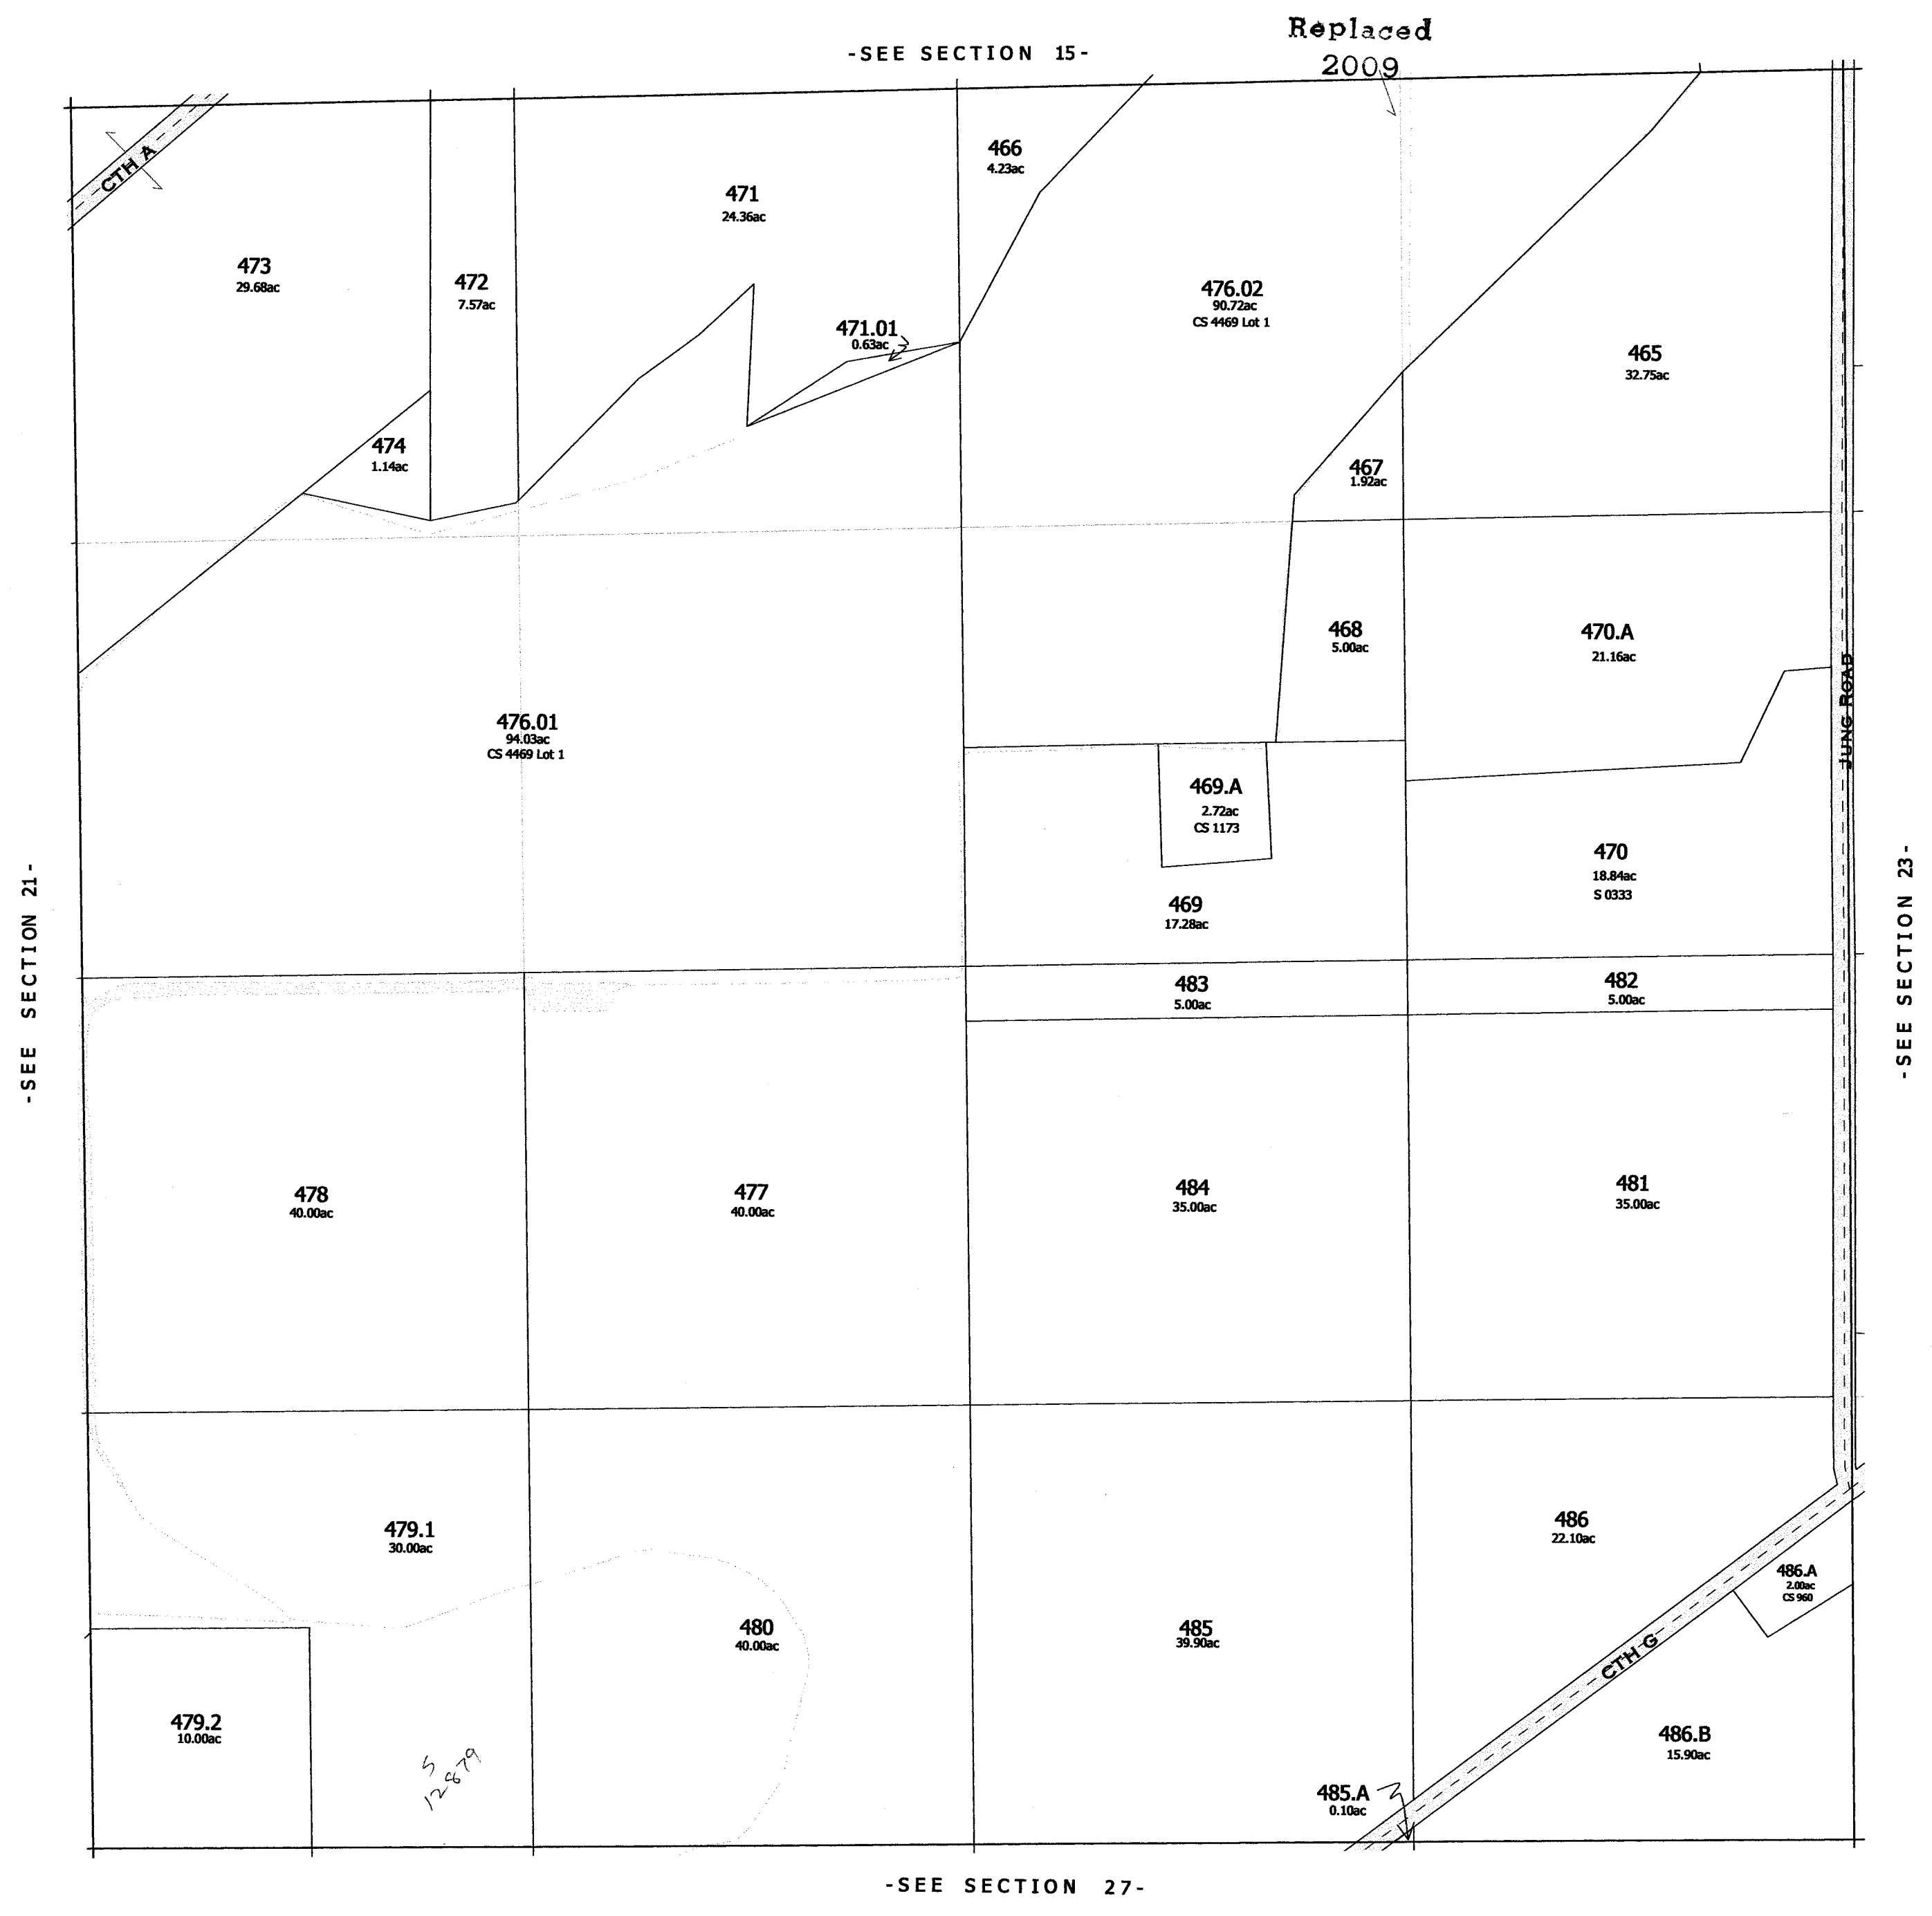 Replaced
2009
-SEE SECTION 15-
CTH A
466
4.23ac
471
24.36ac
473
29.68ac
472
7.57ac
476.02
90.72ac
CS 4469 Lot 1
471.01
0.63ac
465
32.75ac
474
1.14ac
467
1.92ac
468
5.00ac
470.A
21.16ac
JUNG ROAD
476.01
94.03ac
CS 4469 Lot 1
469.A
2.72ac
CS 1173
470
18.84ac
S 0333
469
17.28ac
-SEE SECTION 21-
-SEE SECTION 23-
483
5.00ac
482
5.00ac
478
40.00ac
477
40.00ac
484
35.00ac
481
35.00ac
479.1
30.00ac
486
22.10ac
486.A
2.00ac
CS 960
480
40.00ac
485
39.90ac
CTH G
479.2
10.00ac
486.B
15.90ac
S
12879
485.A
0.10ac
-SEE SECTION 27-